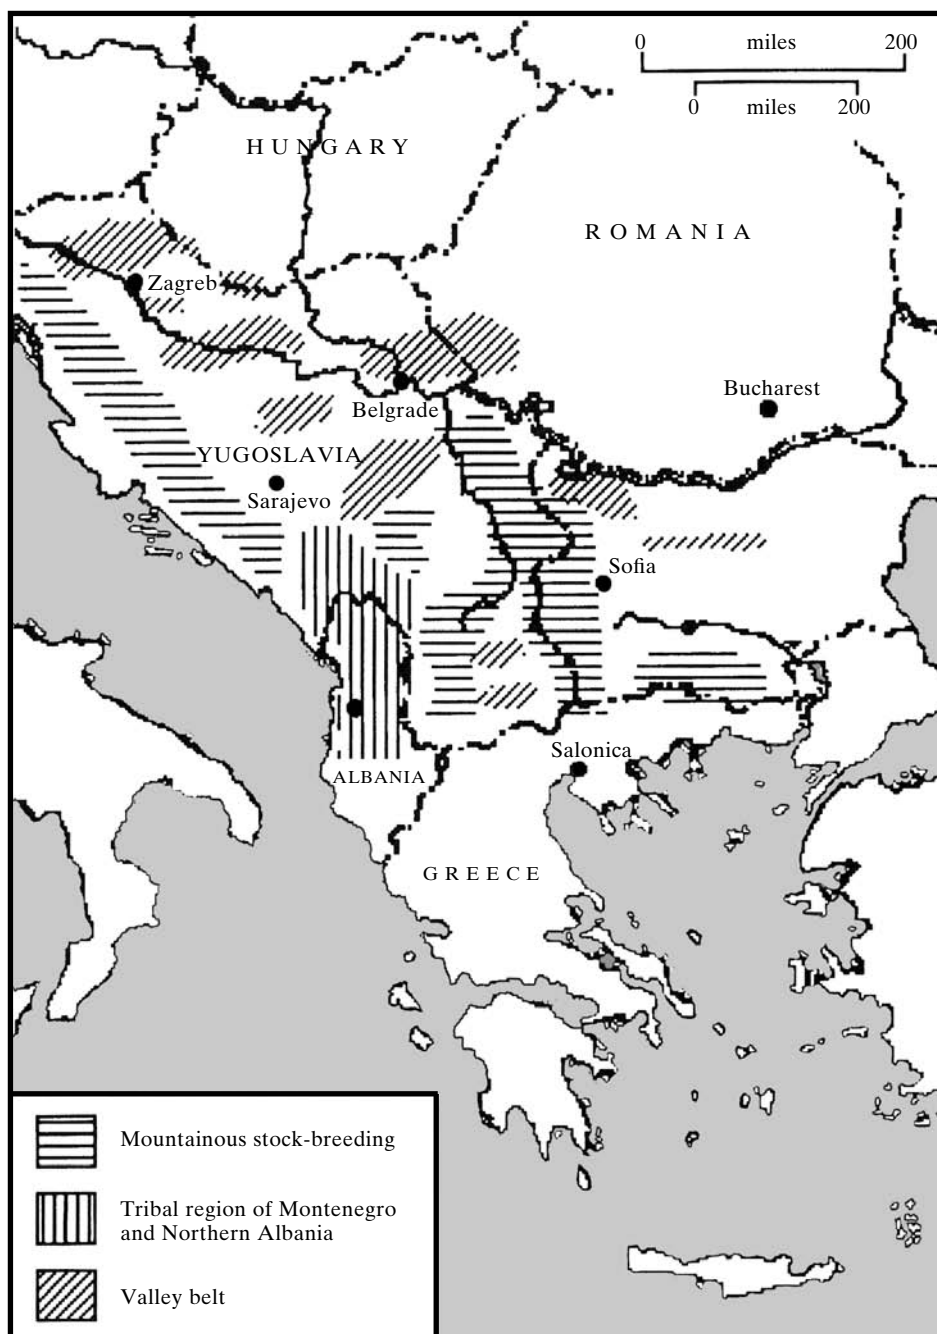 0 miles 200
0 miles 200
HUNGARY
ROMANIA
Zagreb
Bucharest
Belgrade
YUGOSLAVIA
Sarajevo
Sofia
Salonica
ALBANIA
GREECE
Mountainous stock-breeding
Tribal region of Montenegro
and Northern Albania
Valley belt